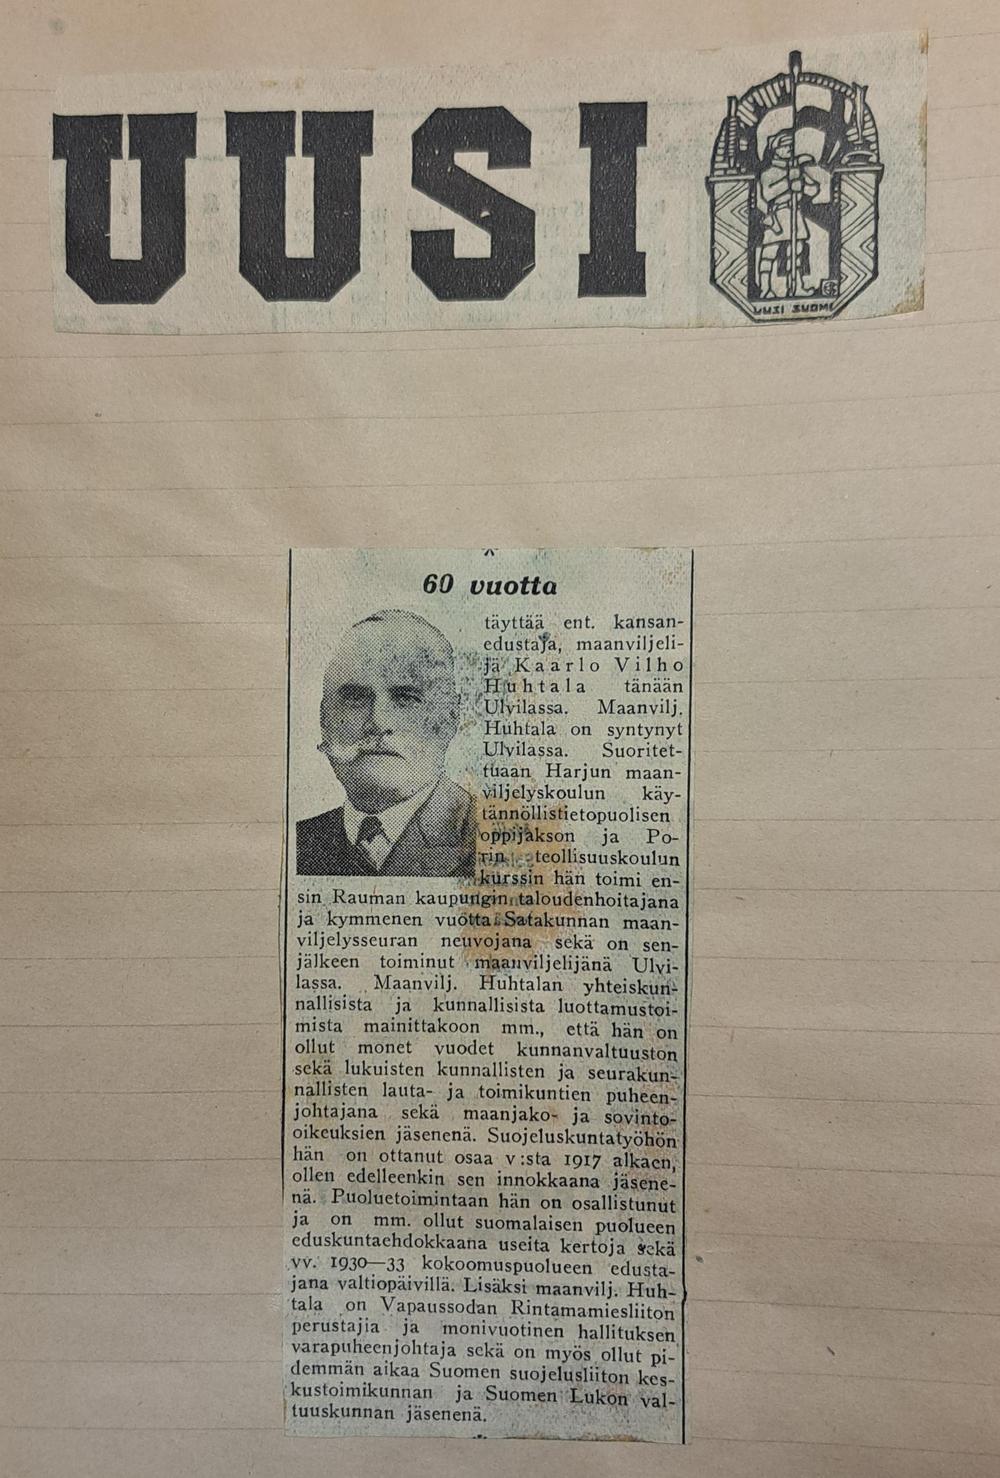 UUSI
UUSI SUOMI
60 vuotta
täyttää ent. kansan-
edustaja, maanviljeli-
jä Kaarlo Vilho
Huhtala tänään
Ulvilassa. Maanvilj.
Huhtala on syntynyt
Ulvilassa. Suoritet-
tuaan Harjun maan-
viljelyskoulun käy-
tännöllistietopuolisen
oppijakson ja Po-
rin teollisuuskoulun
kurssin hän toimi en-
sin Rauman kaupungin taloudenhoitajana
ja kymmenen vuotta Satakunnan maan-
viljelysseuran neuvojana sekä on sen-
jälkeen toiminut maanviljelijänä Ulvi-
lassa. Maanvilj. Huhtalan yhteiskun-
nallisista ja kunnallisista luottamustoi-
mista mainittakoon mm., että hän on
ollut monet vuodet kunnanvaltuuston
sekä lukuisten kunnallisten ja seurakun-
nallisten lauta- ja toimikuntien puheen-
johtajana sekä maanjako- ja sovinto-
oikeuksien jäsenenä. Suojeluskuntatyöhön
hän on ottanut osaa v:sta 1917 alkaen,
ollen edelleenkin sen innokkaana jäsene-
nä. Puoluetoimintaan hän on osallistunut
ja on mm. ollut suomalaisen puolueen
eduskuntaehdokkaana useita kertoja sekä
vv. 1930—33 kokoomuspuolueen edusta-
jana valtiopäivillä. Lisäksi maanvilj. Huh-
tala on Vapaussodan Rintamamiesliiton
perustajia ja monivuotinen hallituksen
varapuheenjohtaja sekä on myös ollut pi-
demmän aikaa Suomen suojelusliiton kes-
kustoimikunnan ja Suomen Lukon val-
tuuskunnan jäsenenä.